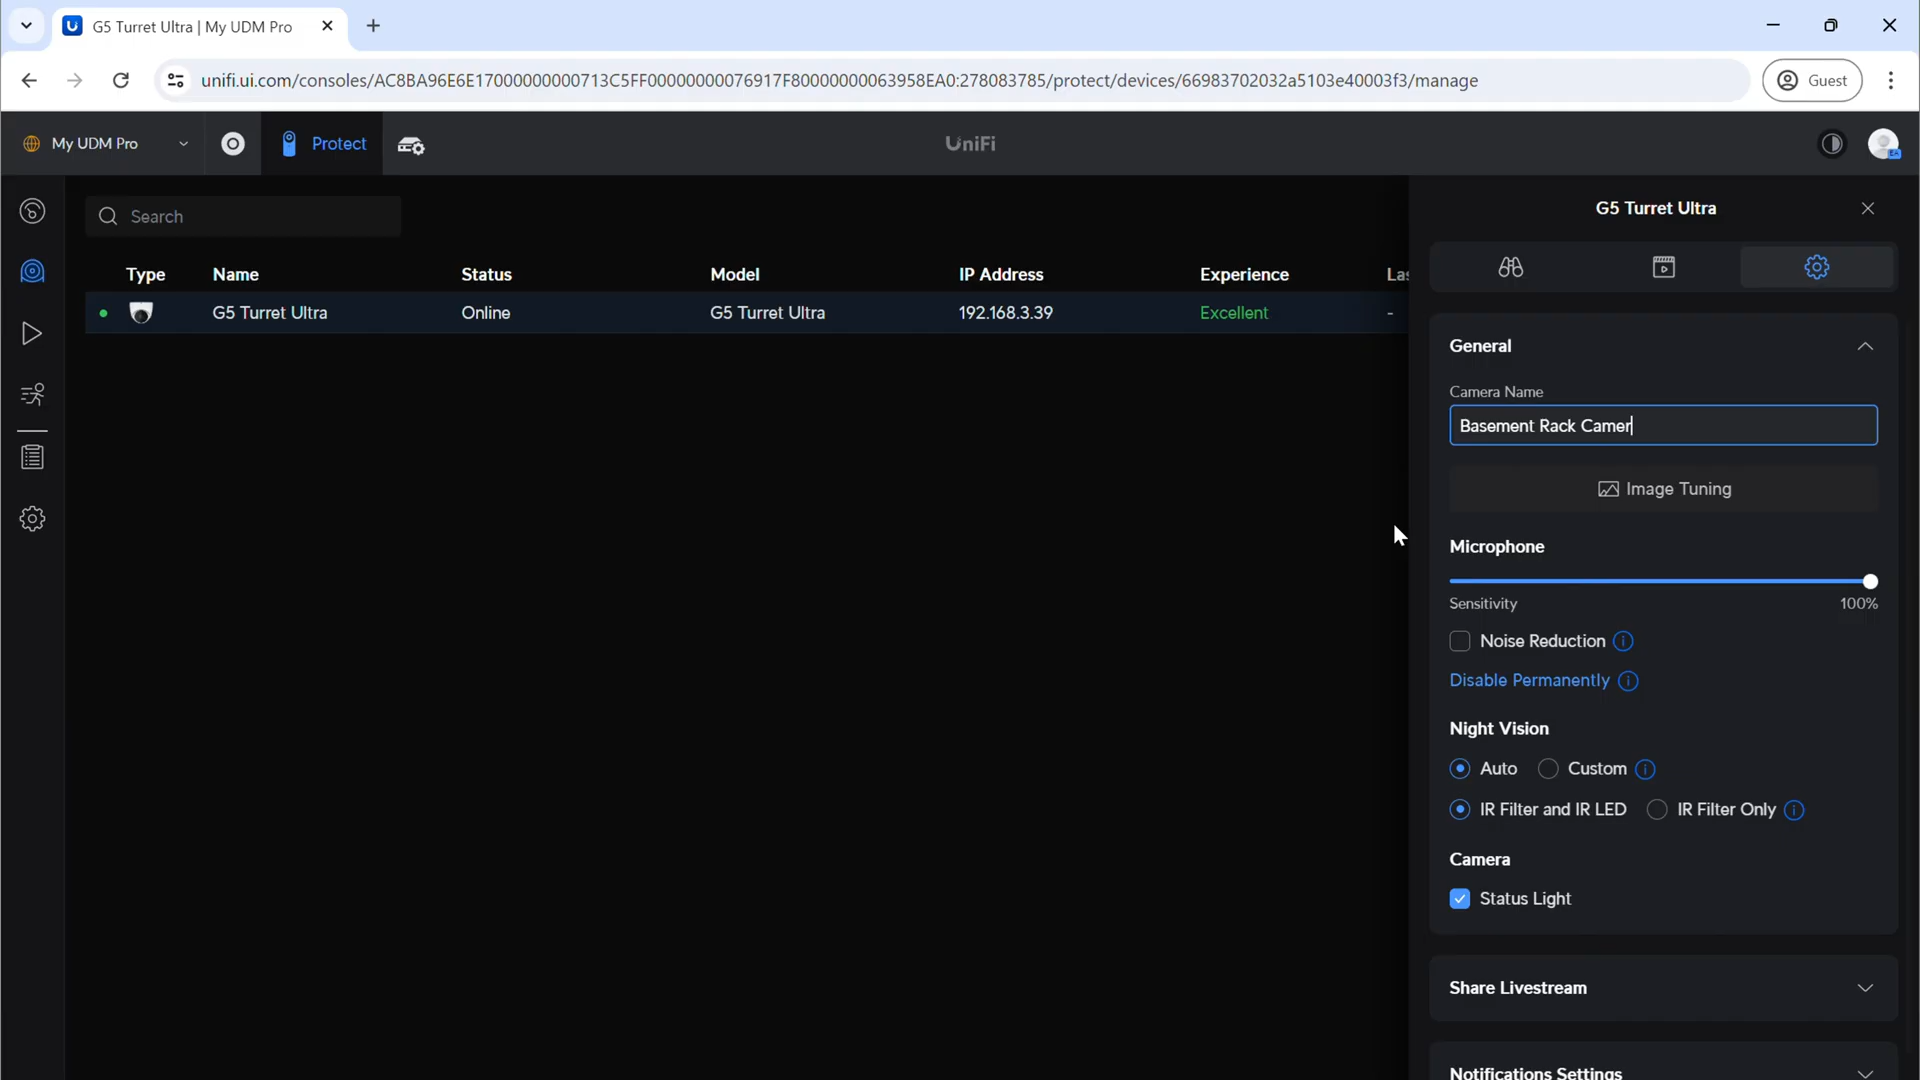 G5 Turret Ultra | My UDM Pro
unifi.ui.com/consoles/AC8BA96E6E17000000000713C5FF00000000076917F80000000063958EA0:278083785/protect/devices/66983702032a5103e40003f3/manage
Guest
My UDM Pro
Protect
UniFi
Search
G5 Turret Ultra
Type Name Status Model IP Address Experience Las
G5 Turret Ultra Online G5 Turret Ultra 192.168.3.39 Excellent -
General
Camera Name
Basement Rack Camer
Image Tuning
Microphone
Sensitivity 100%
Noise Reduction
Disable Permanently
Night Vision
Auto Custom
IR Filter and IR LED IR Filter Only
Camera
Status Light
Share Livestream
Notifications Settings